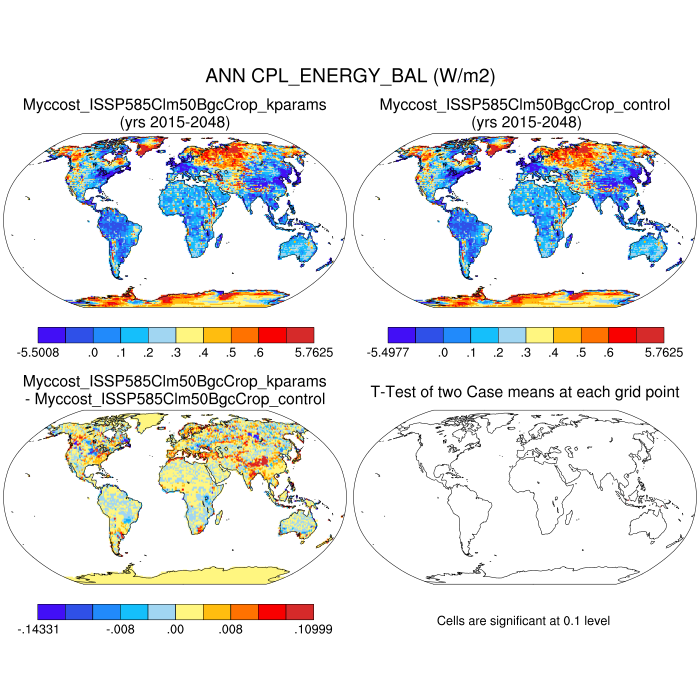 ANN CPL_ENERGY_BAL (W/m2)
Myccost_ISSP585Clm50BgcCrop_kparams
(yrs 2015-2048)
Myccost_ISSP585Clm50BgcCrop_control
(yrs 2015-2048)
-5.5008 .0 .1 .2 .3 .4 .5 .6 5.7625
-5.4977 .0 .1 .2 .3 .4 .5 .6 5.7625
Myccost_ISSP585Clm50BgcCrop_kparams
- Myccost_ISSP585Clm50BgcCrop_control
T-Test of two Case means at each grid point
-.14331 -.008 .00 .008 .10999
Cells are significant at 0.1 level